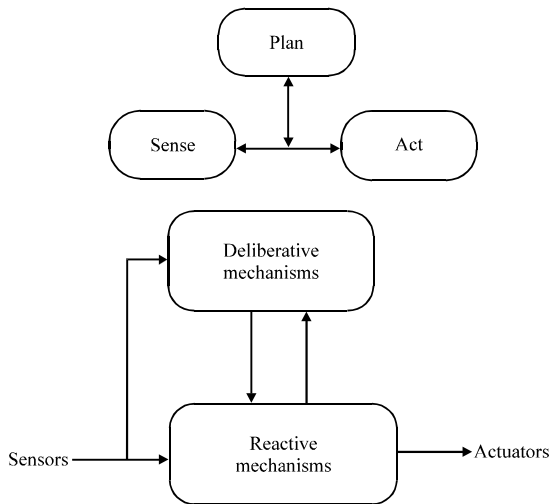 Plan
Sense
Act
Deliberative
mechanisms
Reactive
mechanisms
Sensors
Actuators